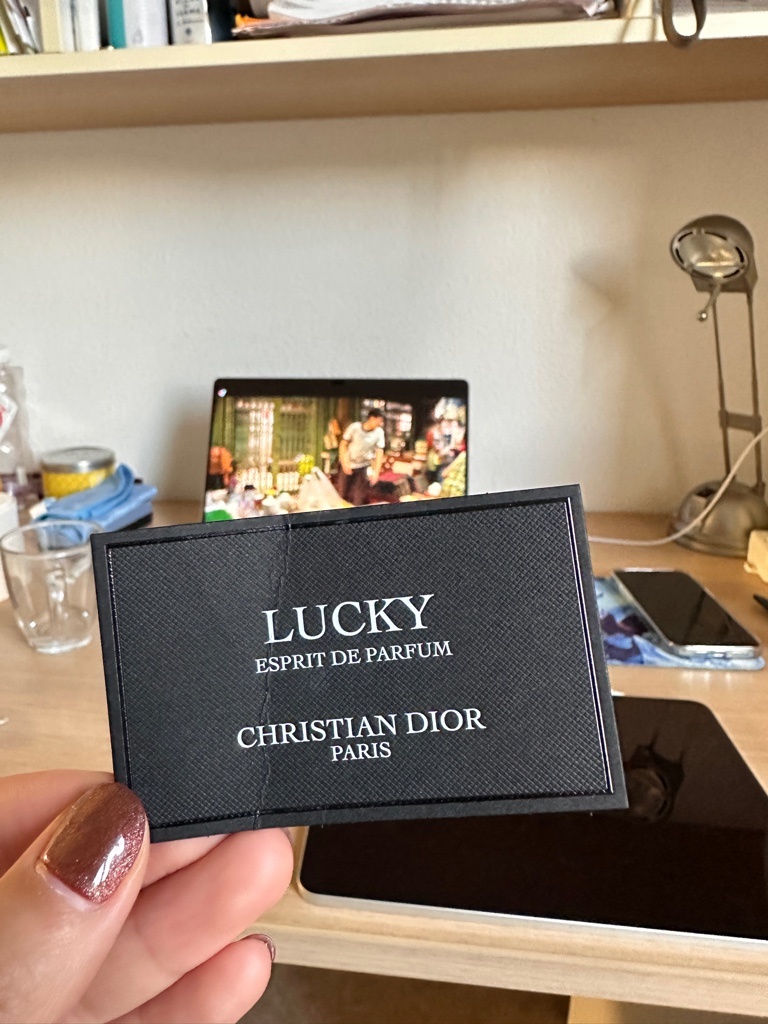 LUCKY
ESPRIT DE PARFUM
CHRISTIAN DIOR
PARIS